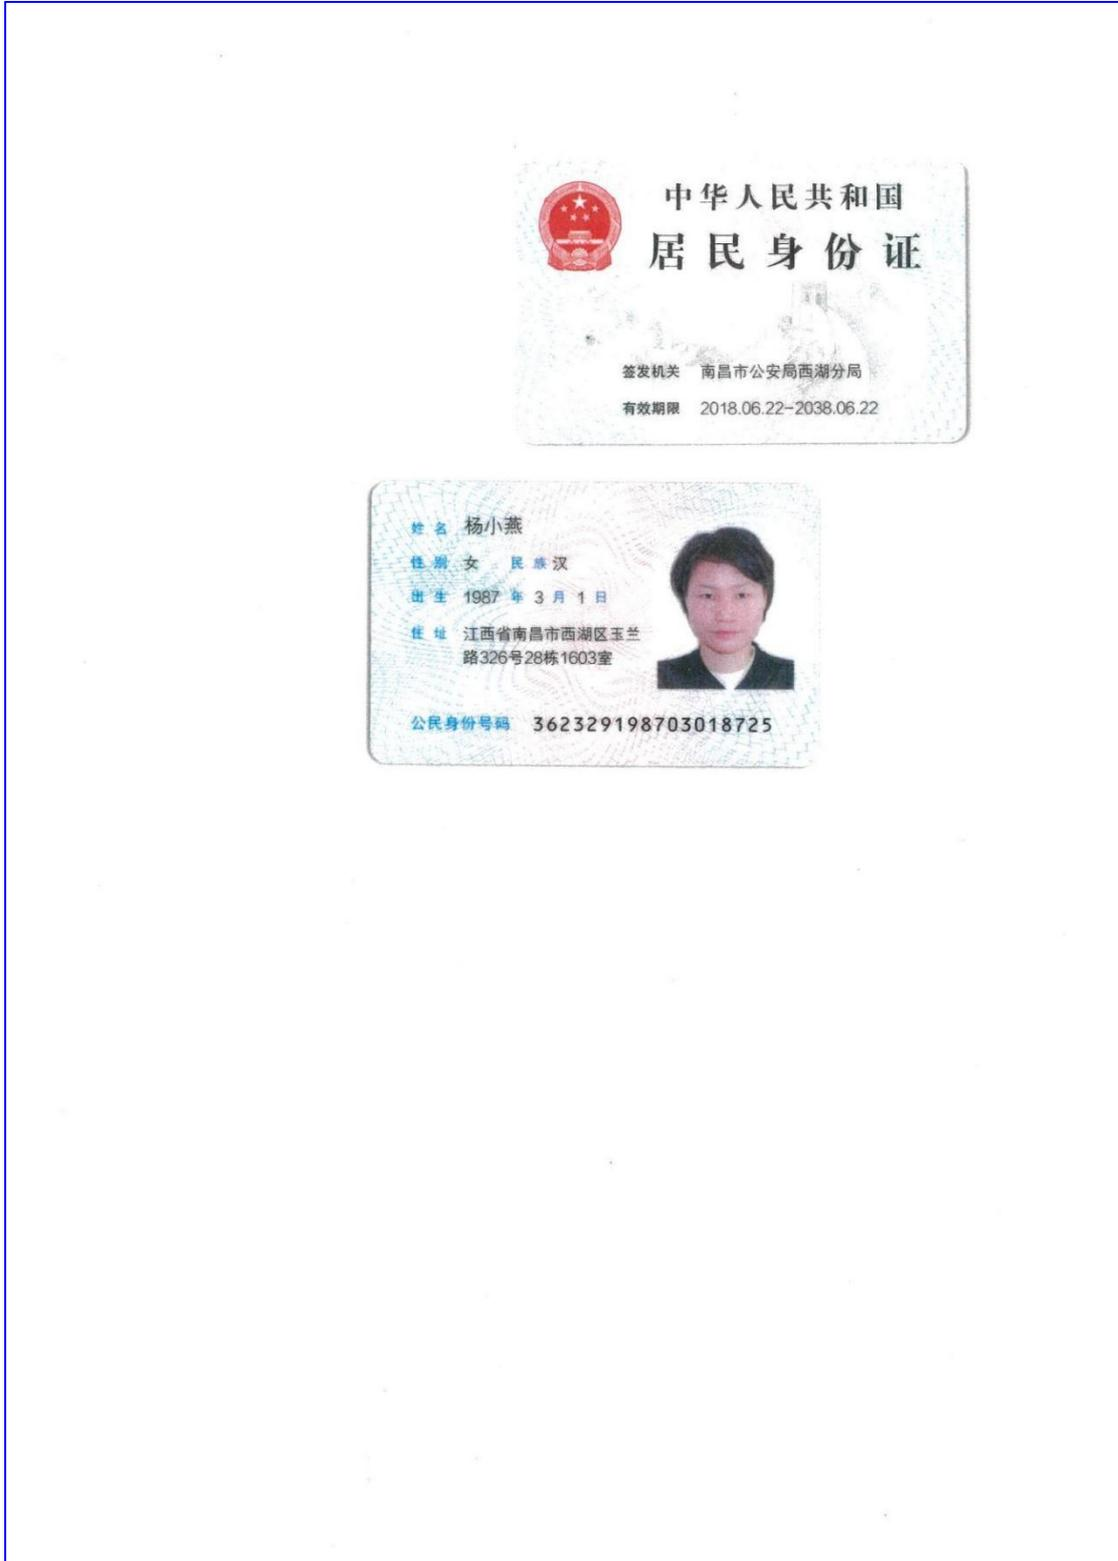 中华人民共和国
居民身份证
签发机关 南昌市公安局西湖分局
有效期限 2018.06.22-2038.06.22
姓名 杨小燕
性别 女 民族 汉
出生 1987 年 3 月 1 日
住址 江西省南昌市西湖区玉兰
路326号28栋1603室
公民身份号码 362329198703018725